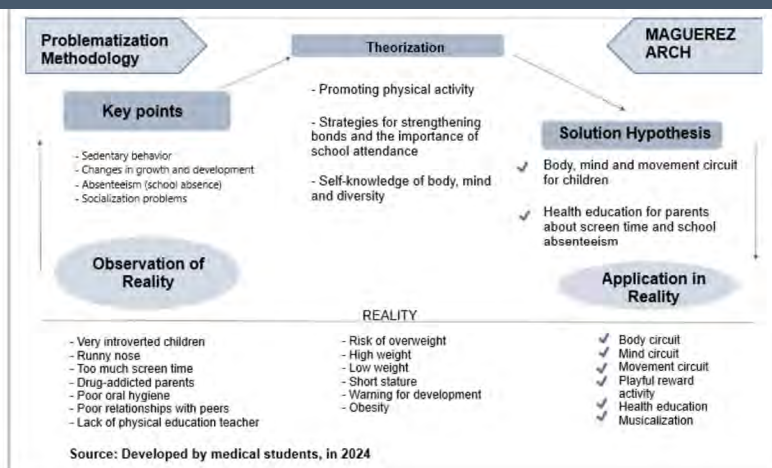 Problematization
Methodology
Theorization
MAGUEREZ
ARCH
Key points
- Sedentary behavior
- Changes in growth and development
- Absenteeism (school absence)
- Socialization problems
- Promoting physical activity
- Strategies for strengthening
bonds and the importance of
school attendance
- Self-knowledge of body, mind
and diversity
Solution Hypothesis
Body, mind and movement circuit
for children
Health education for parents
about screen time and school
absenteeism
Observation of
Reality
Application in
Reality
REALITY
- Very introverted children
- Runny nose
- Too much screen time
- Drug-addicted parents
- Poor oral hygiene
- Poor relationships with peers
- Lack of physical education teacher
- Risk of overweight
- High weight
- Low weight
- Short stature
- Warning for development
- Obesity
Body circuit
Mind circuit
Movement circuit
Playful reward
activity
Health education
Musicalization
Source: Developed by medical students, in 2024